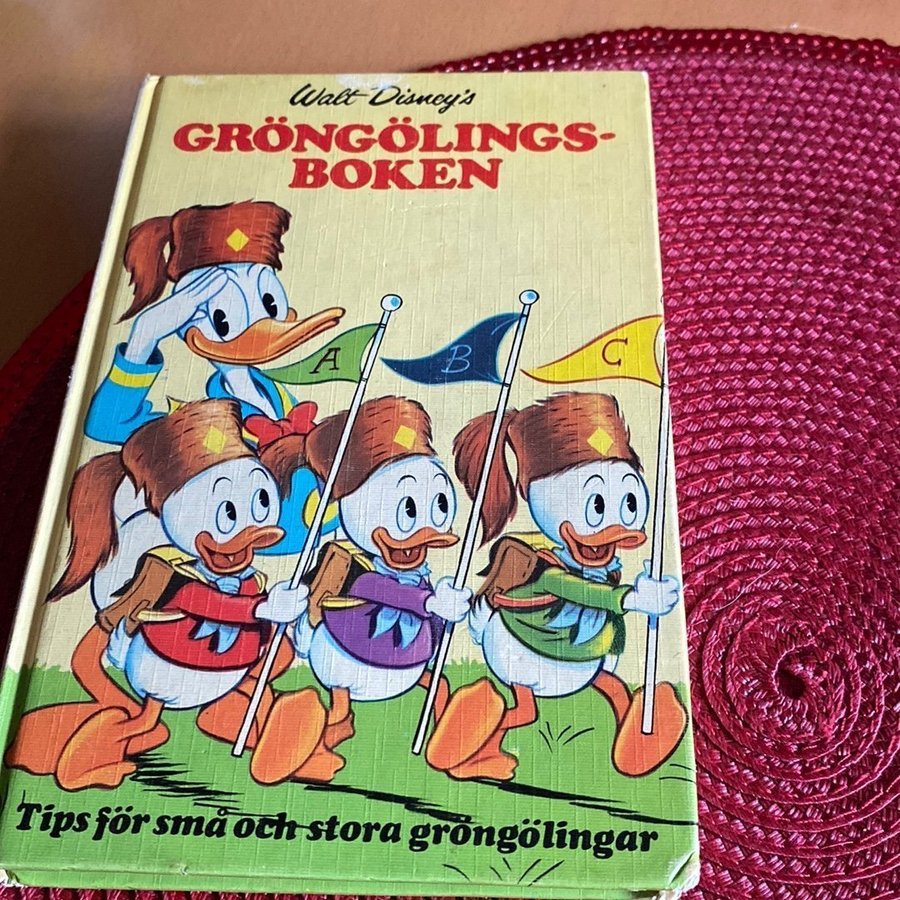 Walt Disney's
GRÖNGÖLINGS-
BOKEN
A
B
C
Tips för små och stora gröngölingar